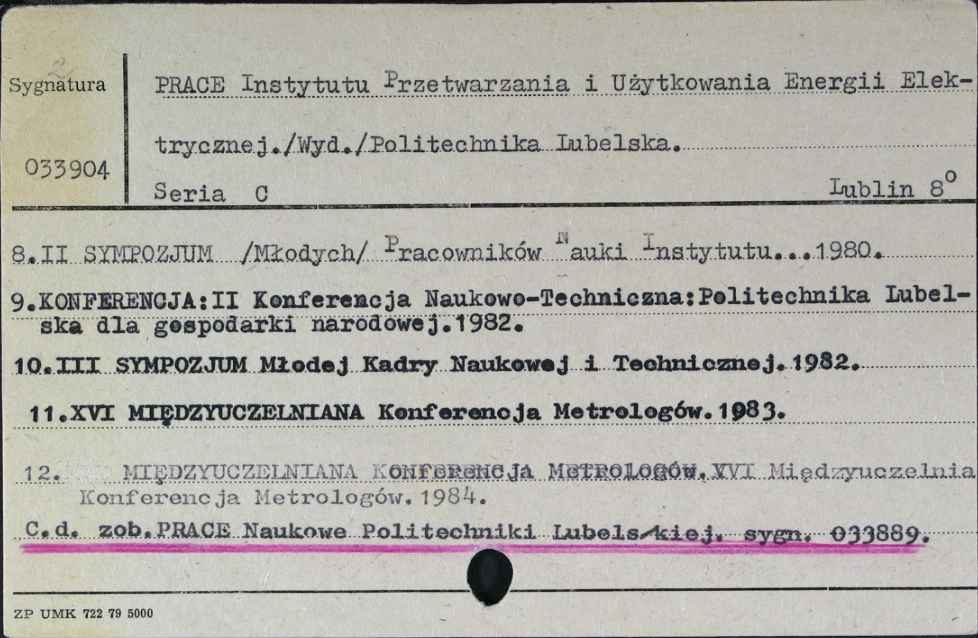 Sygnatura
PRACE Instytutu Przetwarzania i Użytkowania Energii Elek-
trycznej./Wyd./Politechnika Lubelska.
033904
Seria C Lublin 8º
8.II SYMPOZJUM /Młodych/ Pracowników Nauki Instytutu...1980.
9.KONFERENCJA:II Konferencja Naukowo-Techniczna:Politechnika Lubel-
ska dla gospodarki narodowej.1982.
10.III SYMPOZJUM Młodej Kadry Naukowej i Technicznej.1982.
11.XVI MIĘDZYUCZELNIANA Konferencja Metrologów.1983.
12. MIĘDZYUCZELNIANA KONFERENCJA METROLOGÓW.XVI Międzyuczelnia
Konferencja Metrologów.1984.
C.d. zob.PRACE Naukowe Politechniki Lubels/kiej. sygn. 033889.
ZP UMK 722 79 5000